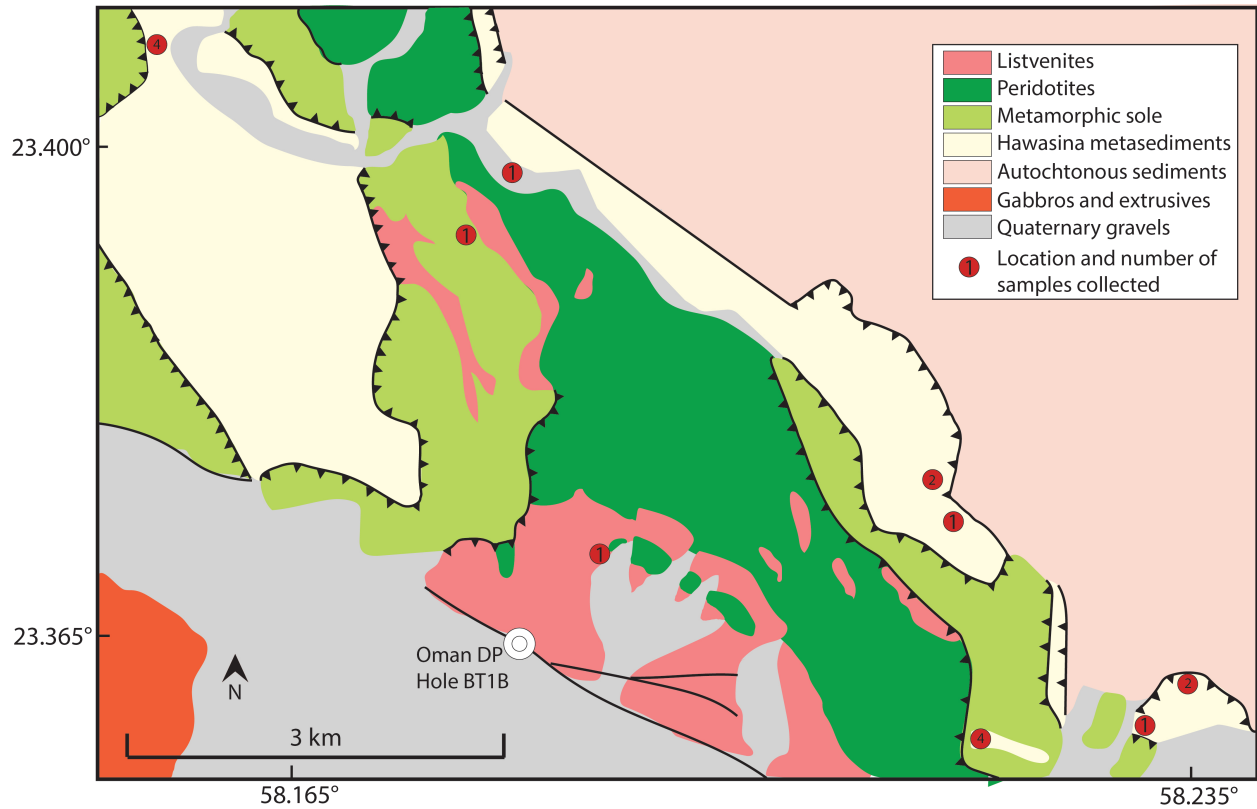 4
Listvenites
Peridotites
Metamorphic sole
Hawasina metasediments
Autochtonous sediments
Gabbros and extrusives
Quaternary gravels
1 Location and number of
samples collected
23.400°
1
1
2
1
1
23.365°
Oman DP
Hole BT1B
N
2
1
4
3 km
58.165°
58.235°